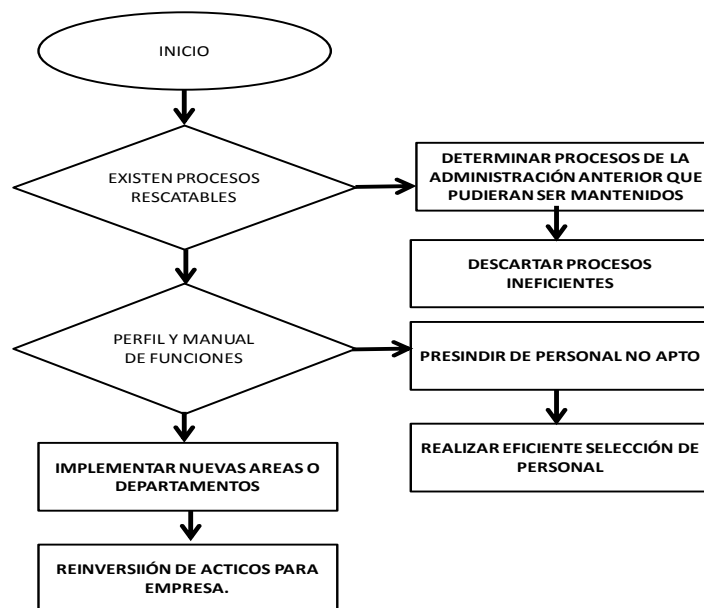 INICIO
EXISTEN PROCESOS
RESCATABLES
DETERMINAR PROCESOS DE LA
ADMINISTRACIÓN ANTERIOR QUE
PUDIERAN SER MANTENIDOS
DESCARTAR PROCESOS
INEFICIENTES
PERFIL Y MANUAL
DE FUNCIONES
PRESINDIR DE PERSONAL NO APTO
REALIZAR EFICIENTE SELECCIÓN DE
PERSONAL
IMPLEMENTAR NUEVAS AREAS O
DEPARTAMENTOS
REINVERSIIÓN DE ACTICOS PARA
EMPRESA.